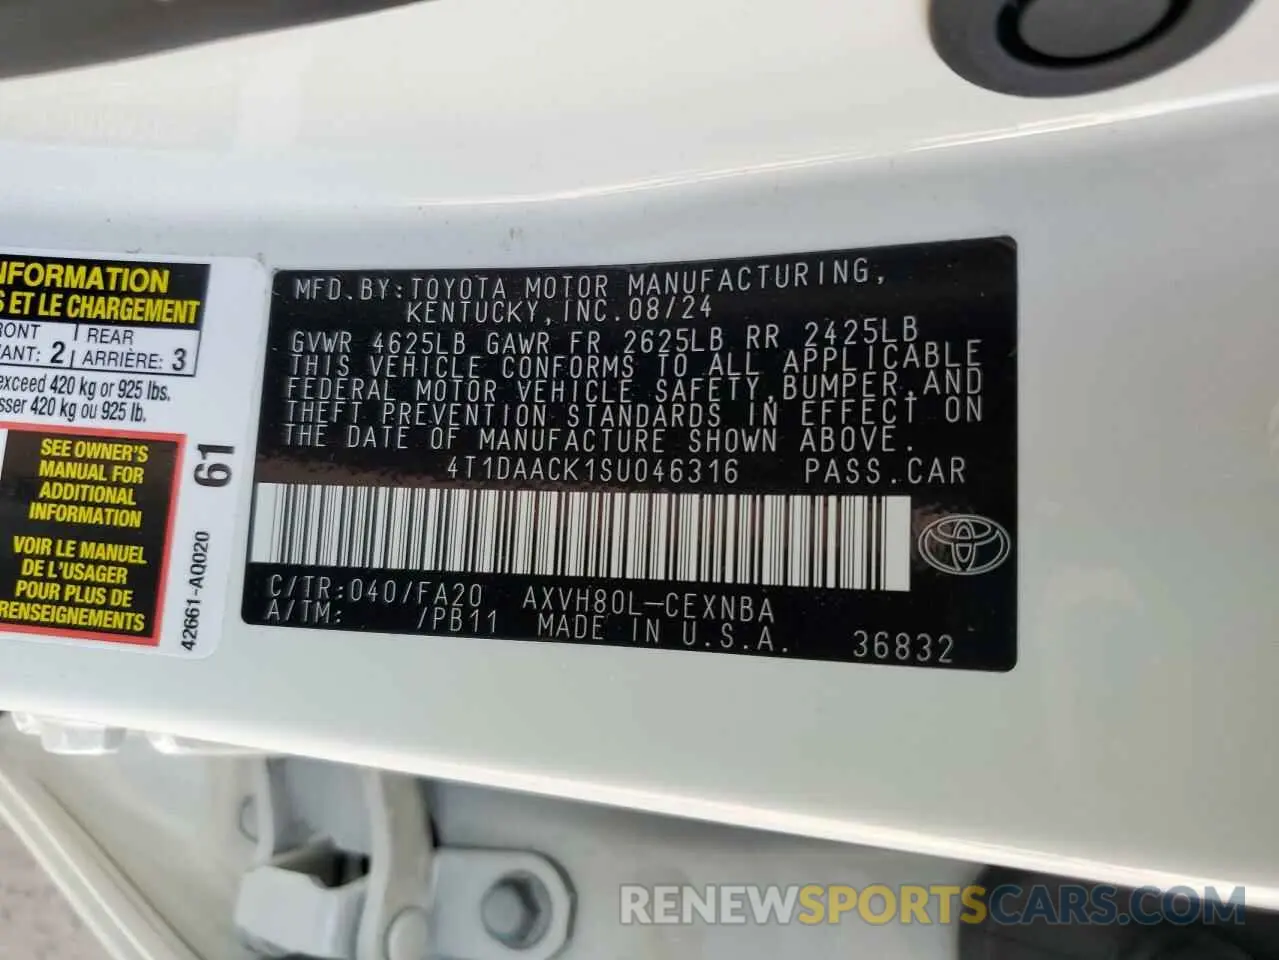 NFORMATION
S ET LE CHARGEMENT
RONT REAR
ANT: 2 ARRIÈRE: 3
exceed 420 kg or 925 lbs.
sser 420 kg ou 925 lb.
SEE OWNER'S
MANUAL FOR
ADDITIONAL
INFORMATION
VOIR LE MANUEL
DE L'USAGER
POUR PLUS DE
RENSEIGNEMENTS
61
42661-AQ020
MFD.BY:TOYOTA MOTOR MANUFACTURING,
KENTUCKY,INC.08/24
GVWR 4625LB GAWR FR 2625LB RR 2425LB
THIS VEHICLE CONFORMS TO ALL APPLICABLE
FEDERAL MOTOR VEHICLE SAFETY,BUMPER,AND
THEFT PREVENTION STANDARDS IN EFFECT ON
THE DATE OF MANUFACTURE SHOWN ABOVE.
4T1DAACK1SU046316 PASS.CAR
C/TR:040/FA20 AXVH80L-CEXNBA
A/TM: /PB11 MADE IN U.S.A. 36832
RENEWSPORTSCARS.COM